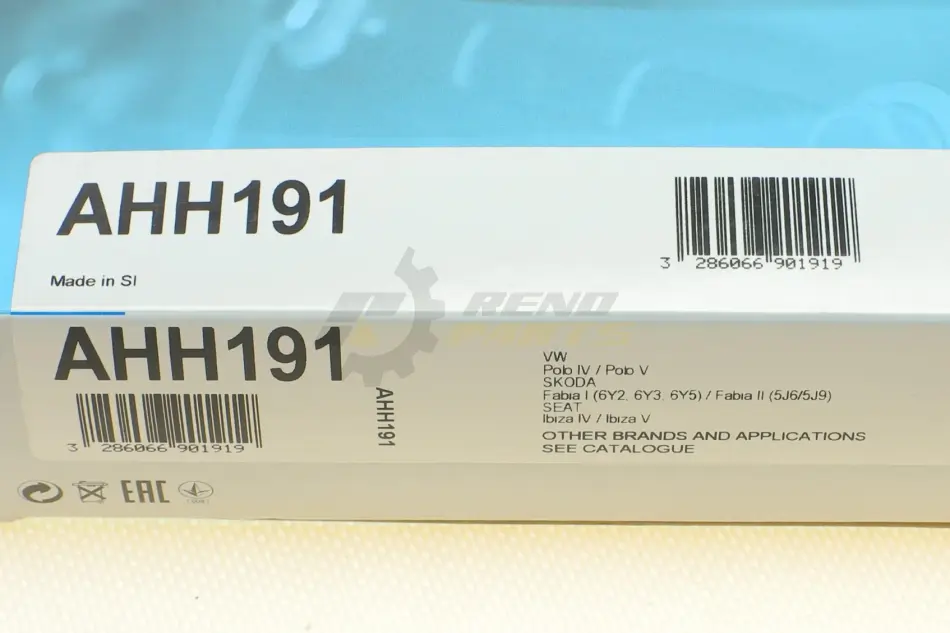 AHH191
3 286066 901919
Made in SI
RENO
PARTS
AHH191
3 286066 901919
AHH191
VW
Polo IV / Polo V
SKODA
Fabia I (6Y2, 6Y3, 6Y5) / Fabia II (5J6/5J9)
SEAT
Ibiza IV / Ibiza V
OTHER BRANDS AND APPLICATIONS
SEE CATALOGUE
EAC